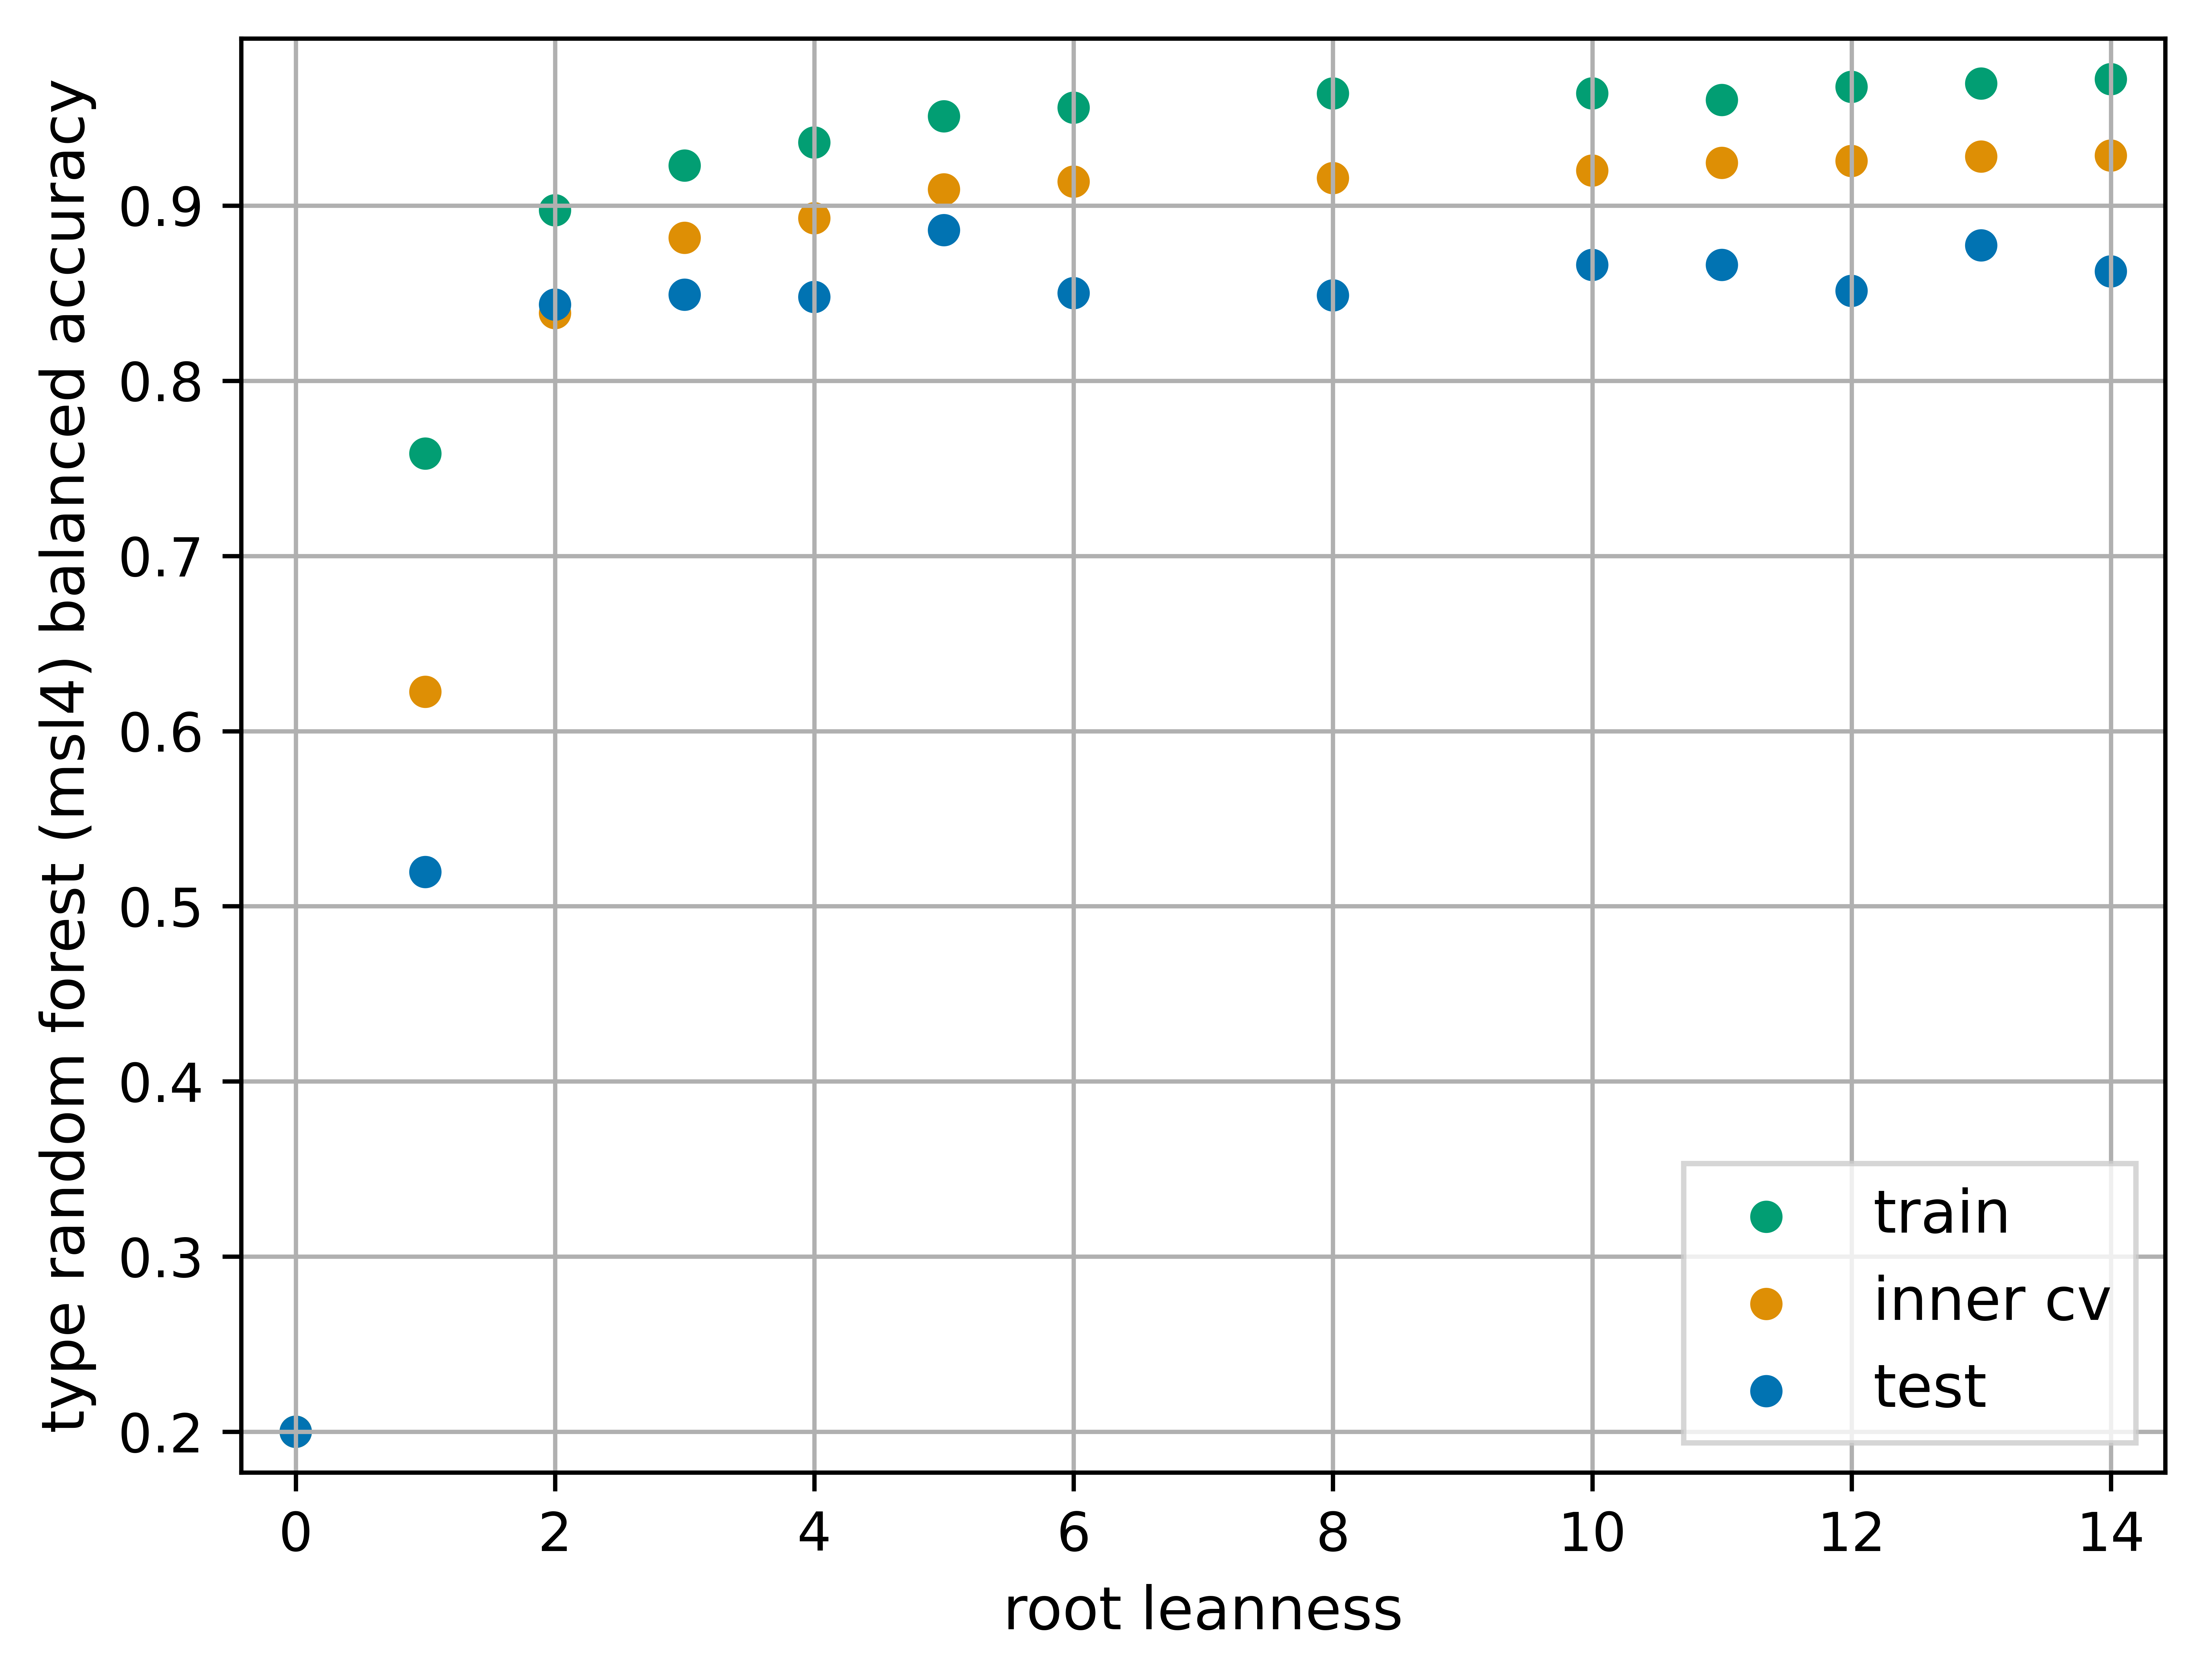 type random forest (msl4) balanced accuracy
0.9
0.8
0.7
0.6
0.5
0.4
0.3
0.2
train
inner cv
test
0 2 4 6 8 10 12 14
root leanness